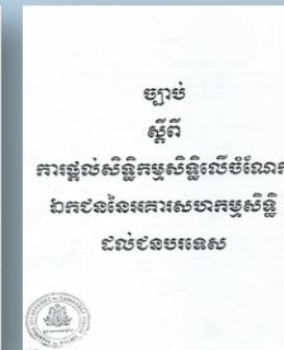 ច្បាប់
ស្តីពី
ការផ្តល់សិទ្ធិកម្មសិទ្ធិលើចំណែក
ឯកជននៃអគារសហកម្មសិទ្ធិ
ដល់ជនបរទេស